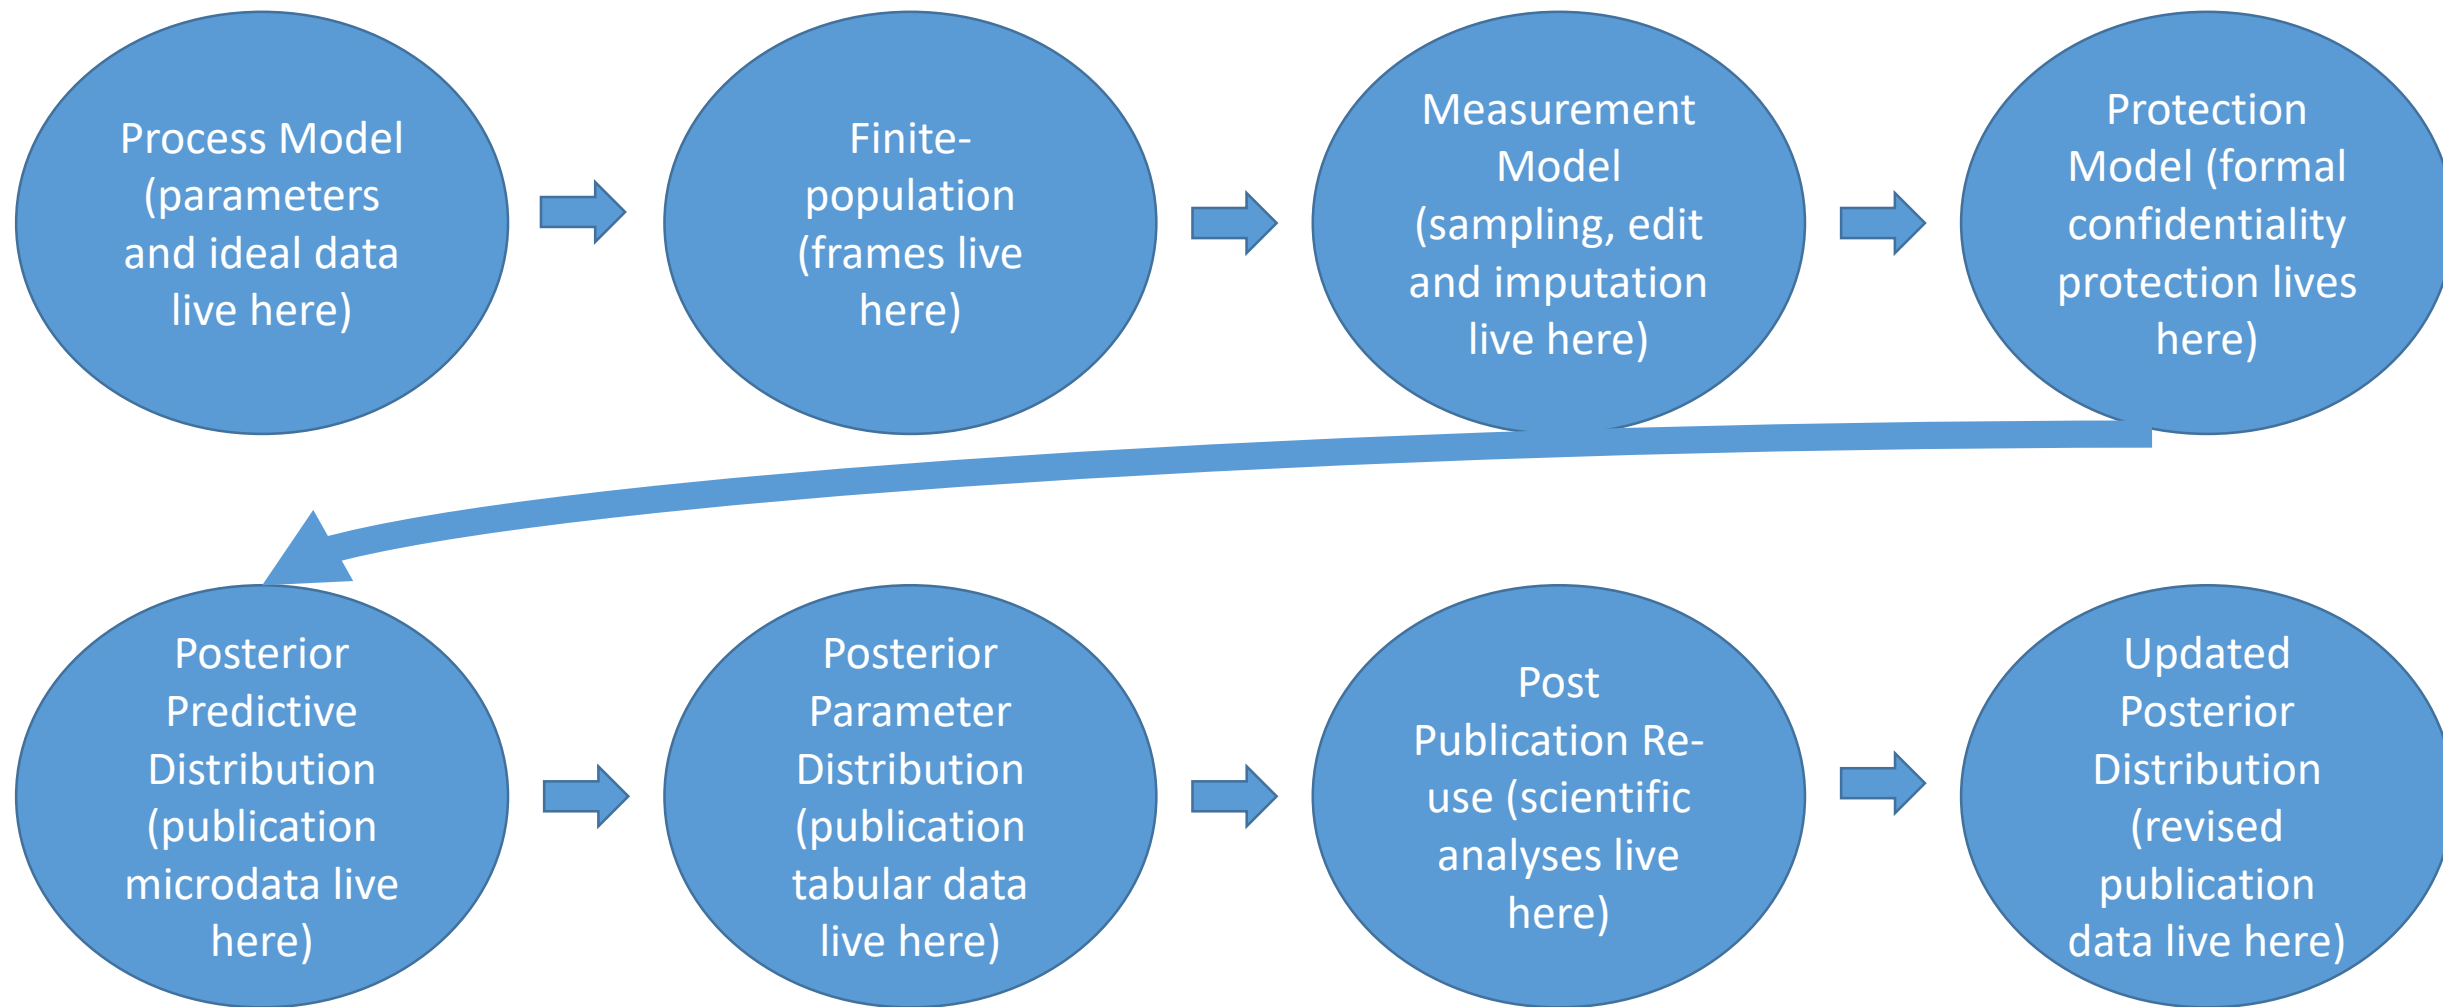 Process Model
(parameters
and ideal data
live here)
Finite-
population
(frames live
here)
Measurement
Model
(sampling, edit
and imputation
live here)
Protection
Model (formal
confidentiality
protection lives
here)
Posterior
Predictive
Distribution
(publication
microdata live
here)
Posterior
Parameter
Distribution
(publication
tabular data
live here)
Post
Publication Re-
use (scientific
analyses live
here)
Updated
Posterior
Distribution
(revised
publication
data live here)